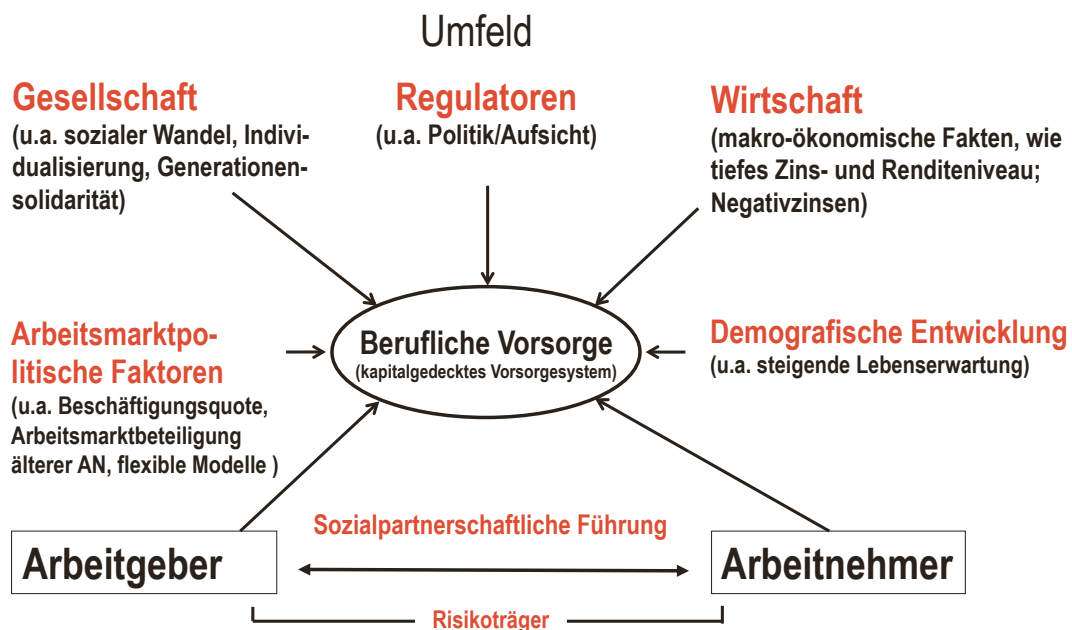 Umfeld
Gesellschaft
(u.a. sozialer Wandel, Indivi-
dualisierung, Generationen-
solidarität)
Regulatoren
(u.a. Politik/Aufsicht)
Wirtschaft
(makro-ökonomische Fakten, wie
tiefes Zins- und Renditeniveau;
Negativzinsen)
Arbeitsmarktpo-
litische Faktoren
(u.a. Beschäftigungsquote,
Arbeitsmarktbeteiligung
älterer AN, flexible Modelle )
Berufliche Vorsorge
(kapitalgedecktes Vorsorgesystem)
Demografische Entwicklung
(u.a. steigende Lebenserwartung)
Sozialpartnerschaftliche Führung
Arbeitgeber
Arbeitnehmer
Risikoträger